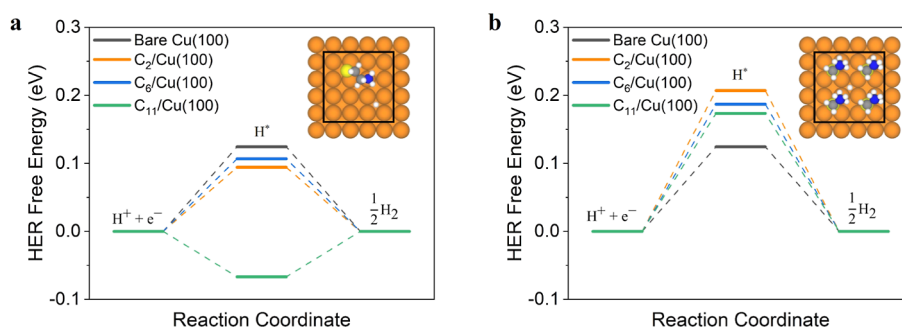 a
HER Free Energy (eV)
0.3
0.2
0.1
0.0
-0.1
Bare Cu(100)
C2/Cu(100)
C6/Cu(100)
C11/Cu(100)
H*
H+ + e−
1/2 H2
Reaction Coordinate
b
HER Free Energy (eV)
0.3
0.2
0.1
0.0
-0.1
Bare Cu(100)
C2/Cu(100)
C6/Cu(100)
C11/Cu(100)
H*
H+ + e−
1/2 H2
Reaction Coordinate